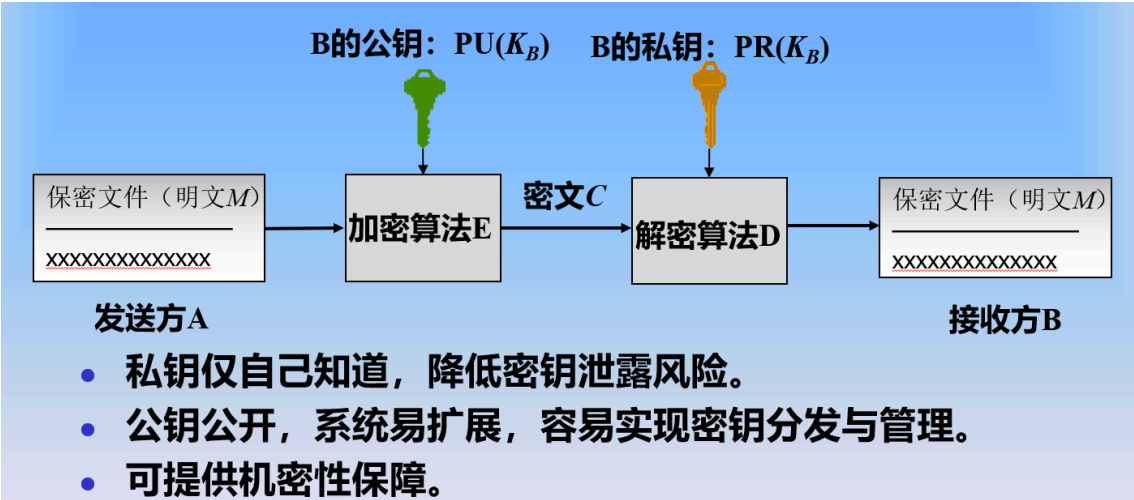 B的公钥：PU(K_B) B的私钥：PR(K_B)
保密文件（明文M）
xxxxxxxxxxxxxx
加密算法E
密文C
解密算法D
保密文件（明文M）
xxxxxxxxxxxxxx
发送方A
接收方B
• 私钥仅自己知道，降低密钥泄露风险。
• 公钥公开，系统易扩展，容易实现密钥分发与管理。
• 可提供机密性保障。